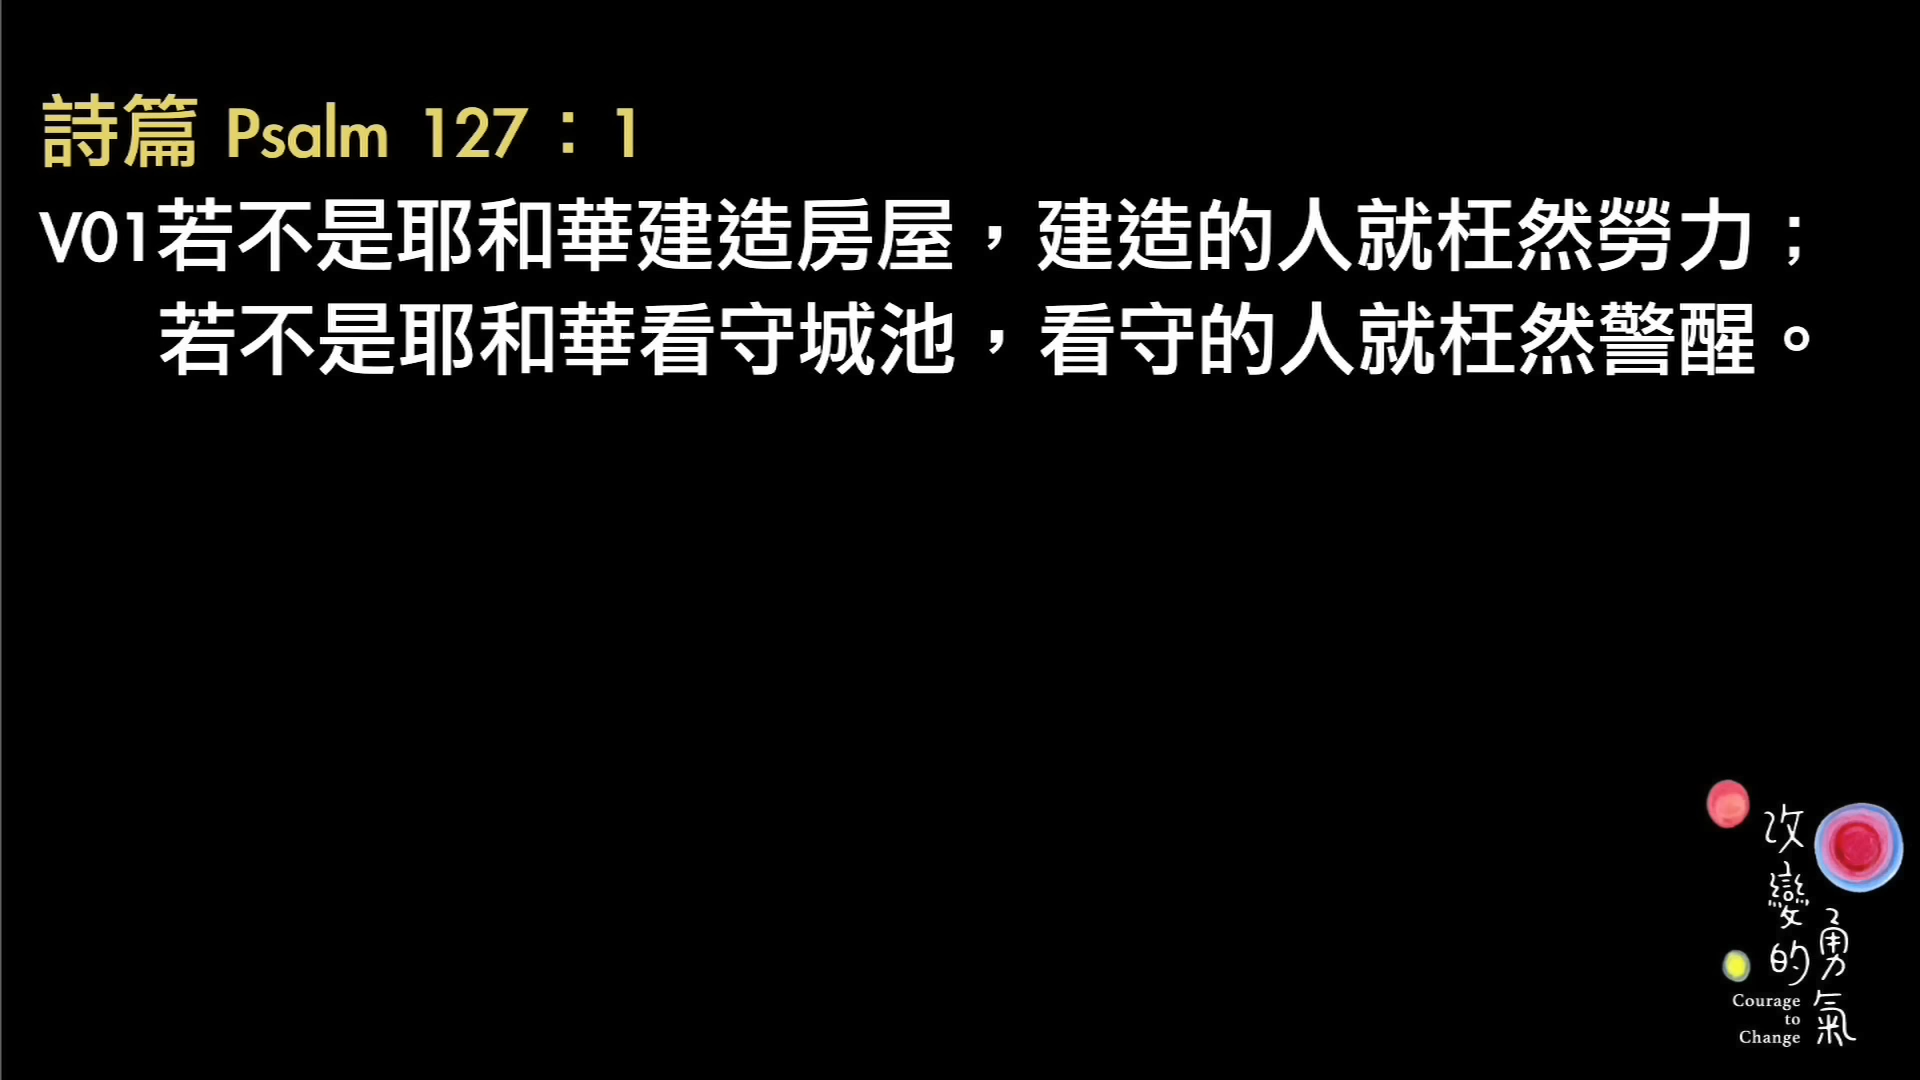 詩篇 Psalm 127：1
V01若不是耶和華建造房屋，建造的人就枉然勞力；
若不是耶和華看守城池，看守的人就枉然警醒。
改變的
勇氣
Courage
to
Change